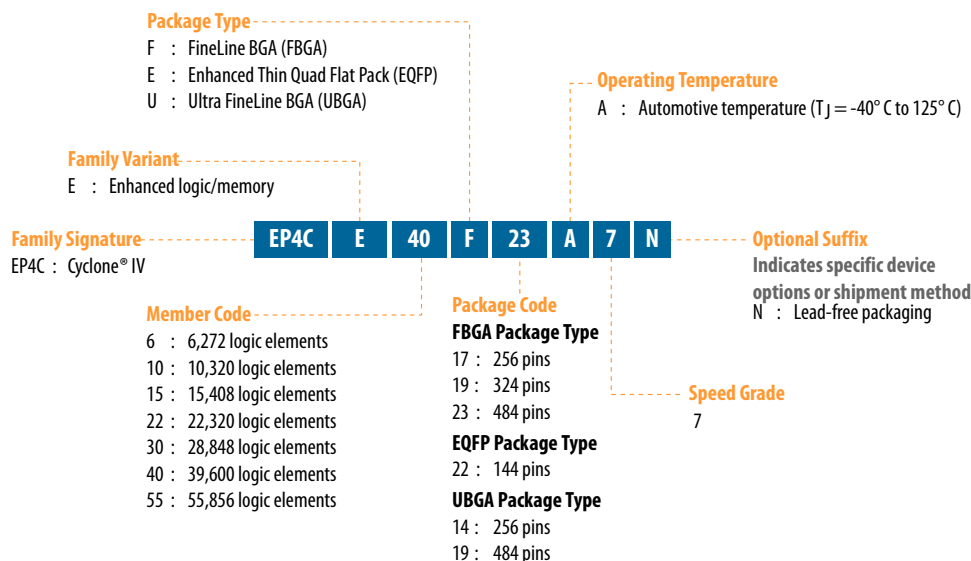 Package Type
F : FineLine BGA (FBGA)
E : Enhanced Thin Quad Flat Pack (EQFP)
U : Ultra FineLine BGA (UBGA)
Operating Temperature
A : Automotive temperature (TJ = -40° C to 125° C)
Family Variant
E : Enhanced logic/memory
Family Signature
EP4C : Cyclone® IV
EP4C E 40 F 23 A 7 N
Optional Suffix
Indicates specific device
options or shipment method
N : Lead-free packaging
Member Code
6 : 6,272 logic elements
10 : 10,320 logic elements
15 : 15,408 logic elements
22 : 22,320 logic elements
30 : 28,848 logic elements
40 : 39,600 logic elements
55 : 55,856 logic elements
Package Code
FBGA Package Type
17 : 256 pins
19 : 324 pins
23 : 484 pins
EQFP Package Type
22 : 144 pins
UBGA Package Type
14 : 256 pins
19 : 484 pins
Speed Grade
7